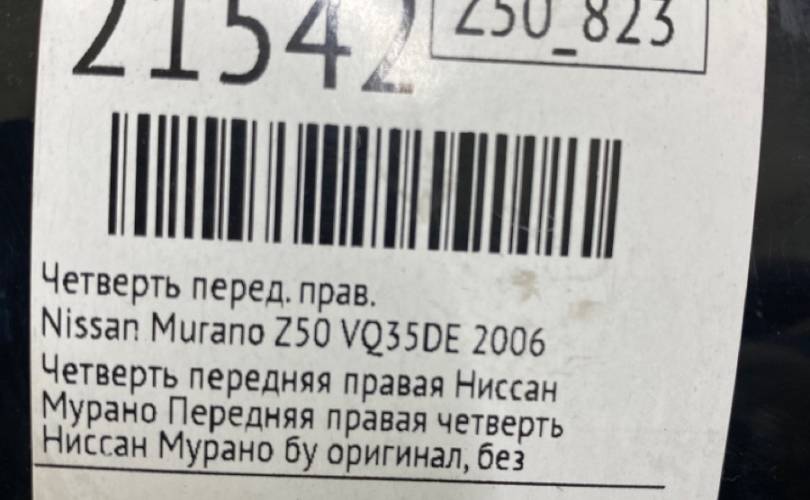 21542
Z50_823
Четверть перед. прав.
Nissan Murano Z50 VQ35DE 2006
Четверть передняя правая Ниссан
Мурано Передняя правая четверть
Ниссан Мурано бу оригинал, без